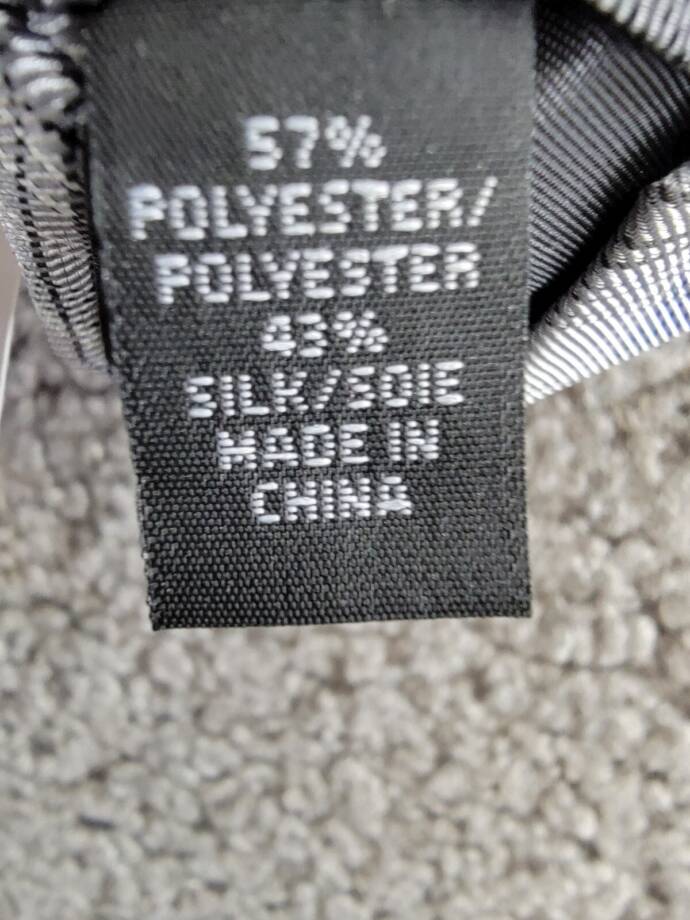 57%
POLYESTER/
POLYESTER
43%
SILK/SOIE
MADE IN
CHINA